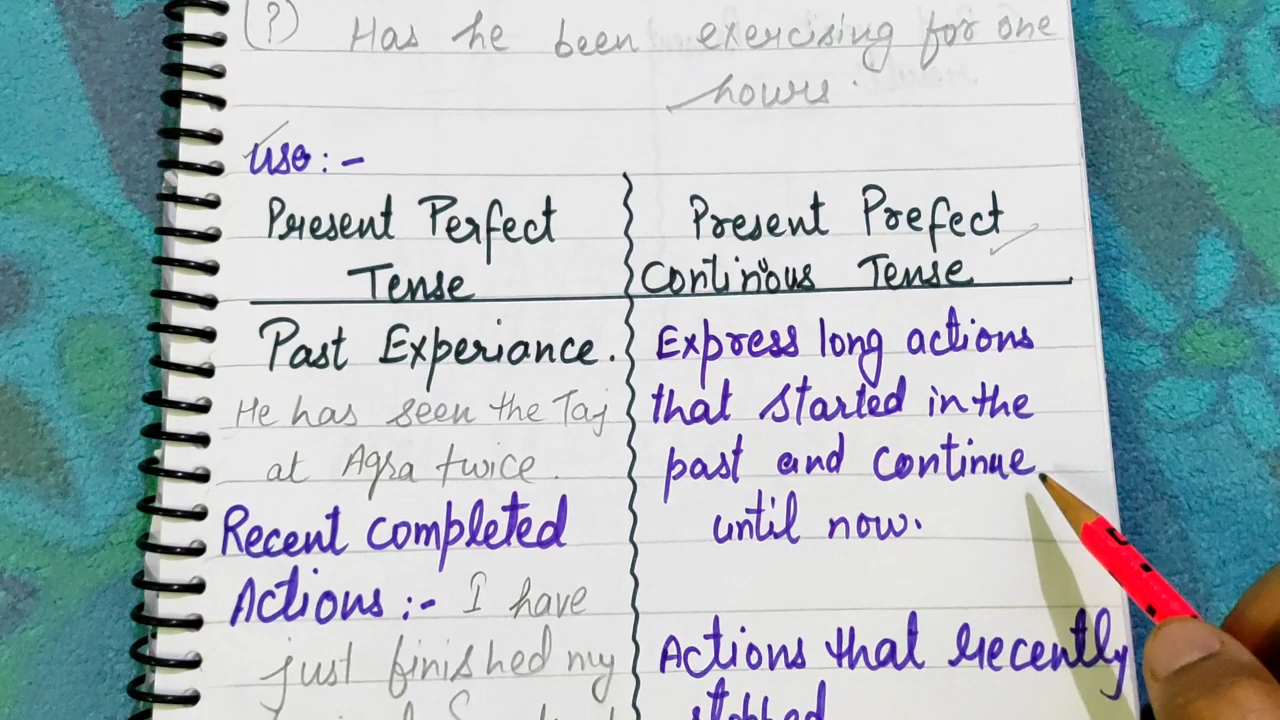 (?) Has he been exercising for one
hours.
Use:-
Present Perfect
Tense
Past Experiance.
He has seen the Taj
at Agra twice.
Recent completed
Actions:- I have
just finished my
Present Prefect
Continuous Tense
Express long actions
that started in the
past and continue
until now.
Actions that recently
stopped